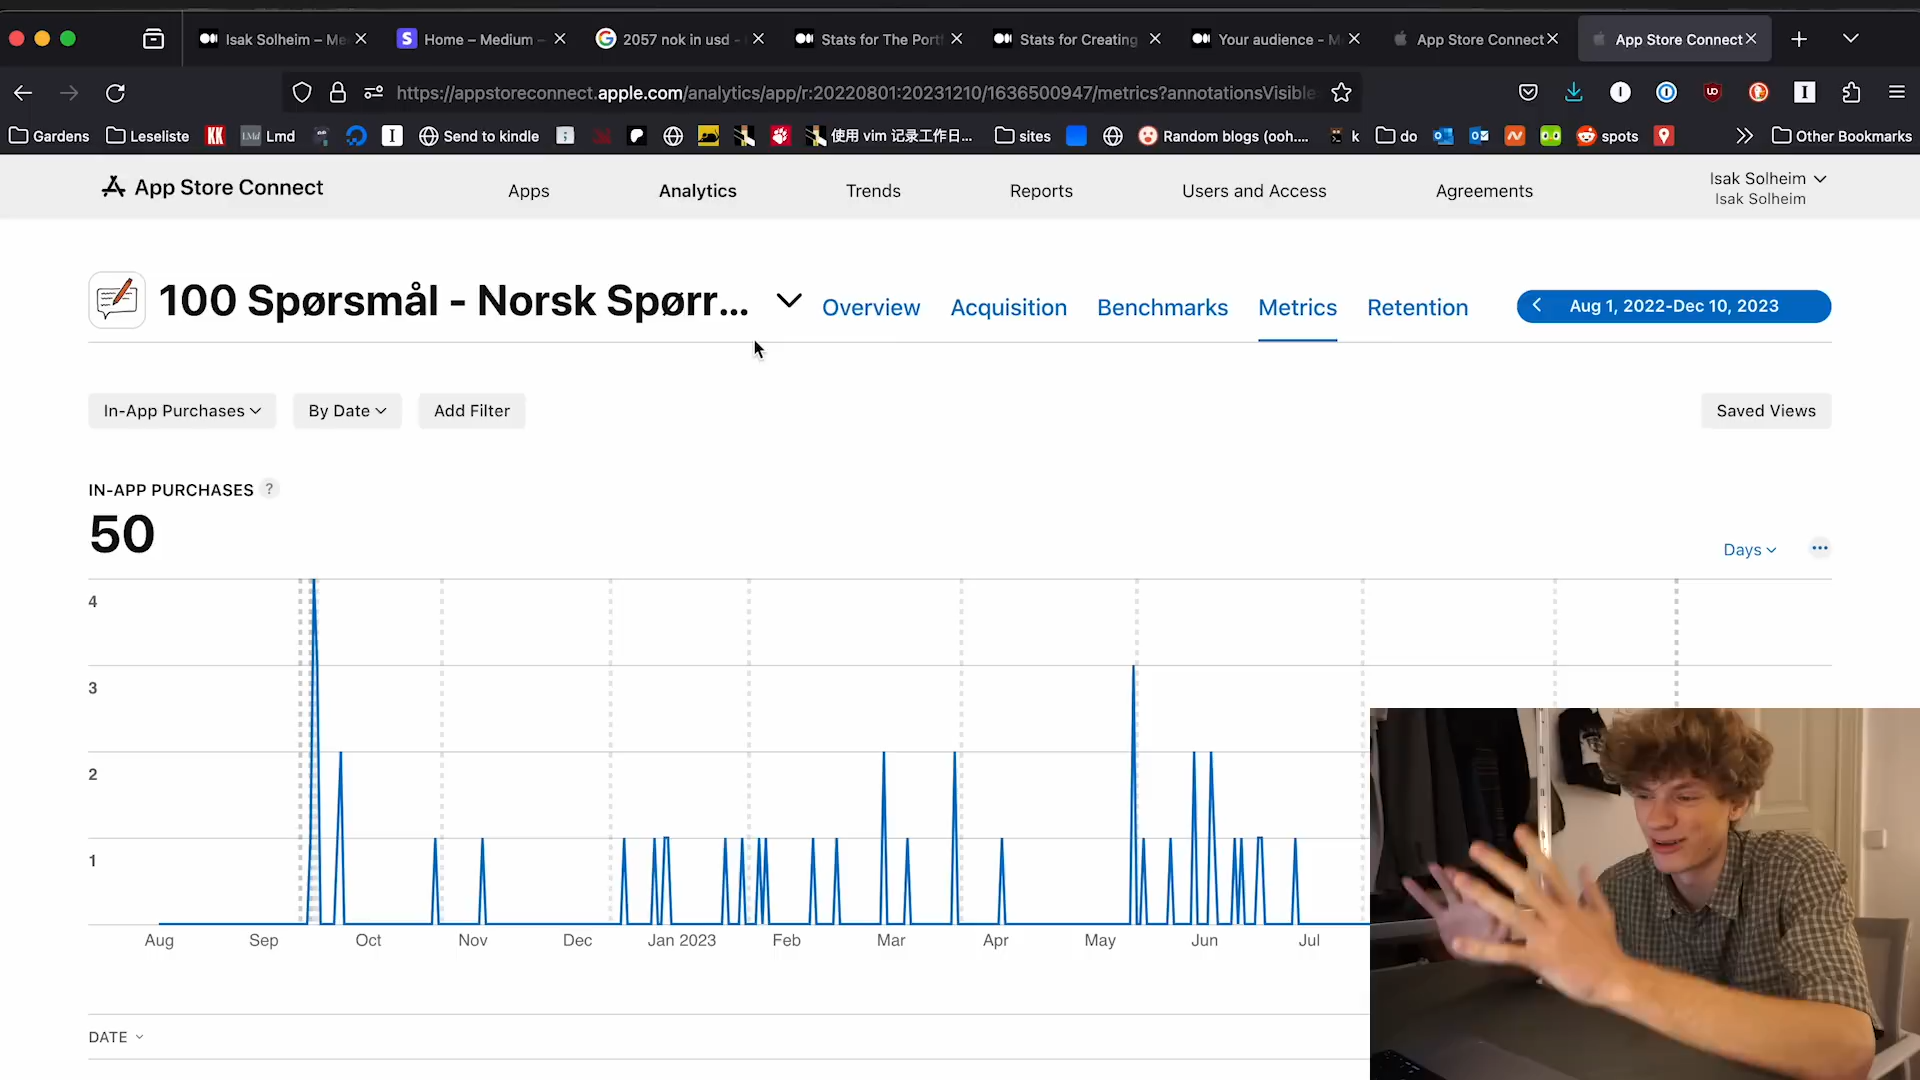 Isak Solheim – Me
Home – Medium –
2057 nok in usd -
Stats for The Portf
Stats for Creating
Your audience – M
App Store Connect
App Store Connect
https://appstoreconnect.apple.com/analytics/app/r:20220801:20231210/1636500947/metrics?annotationsVisible
Gardens
Leseliste
KK
LMW Lmd
Send to kindle
使用 vim 记录工作日...
sites
Random blogs (ooh....
k
do
spots
Other Bookmarks
App Store Connect
Apps
Analytics
Trends
Reports
Users and Access
Agreements
Isak Solheim
Isak Solheim
100 Spørsmål - Norsk Spørr...
Overview
Acquisition
Benchmarks
Metrics
Retention
Aug 1, 2022-Dec 10, 2023
In-App Purchases
By Date
Add Filter
Saved Views
IN-APP PURCHASES ?
50
Days
4
3
2
1
Aug
Sep
Oct
Nov
Dec
Jan 2023
Feb
Mar
Apr
May
Jun
Jul
DATE